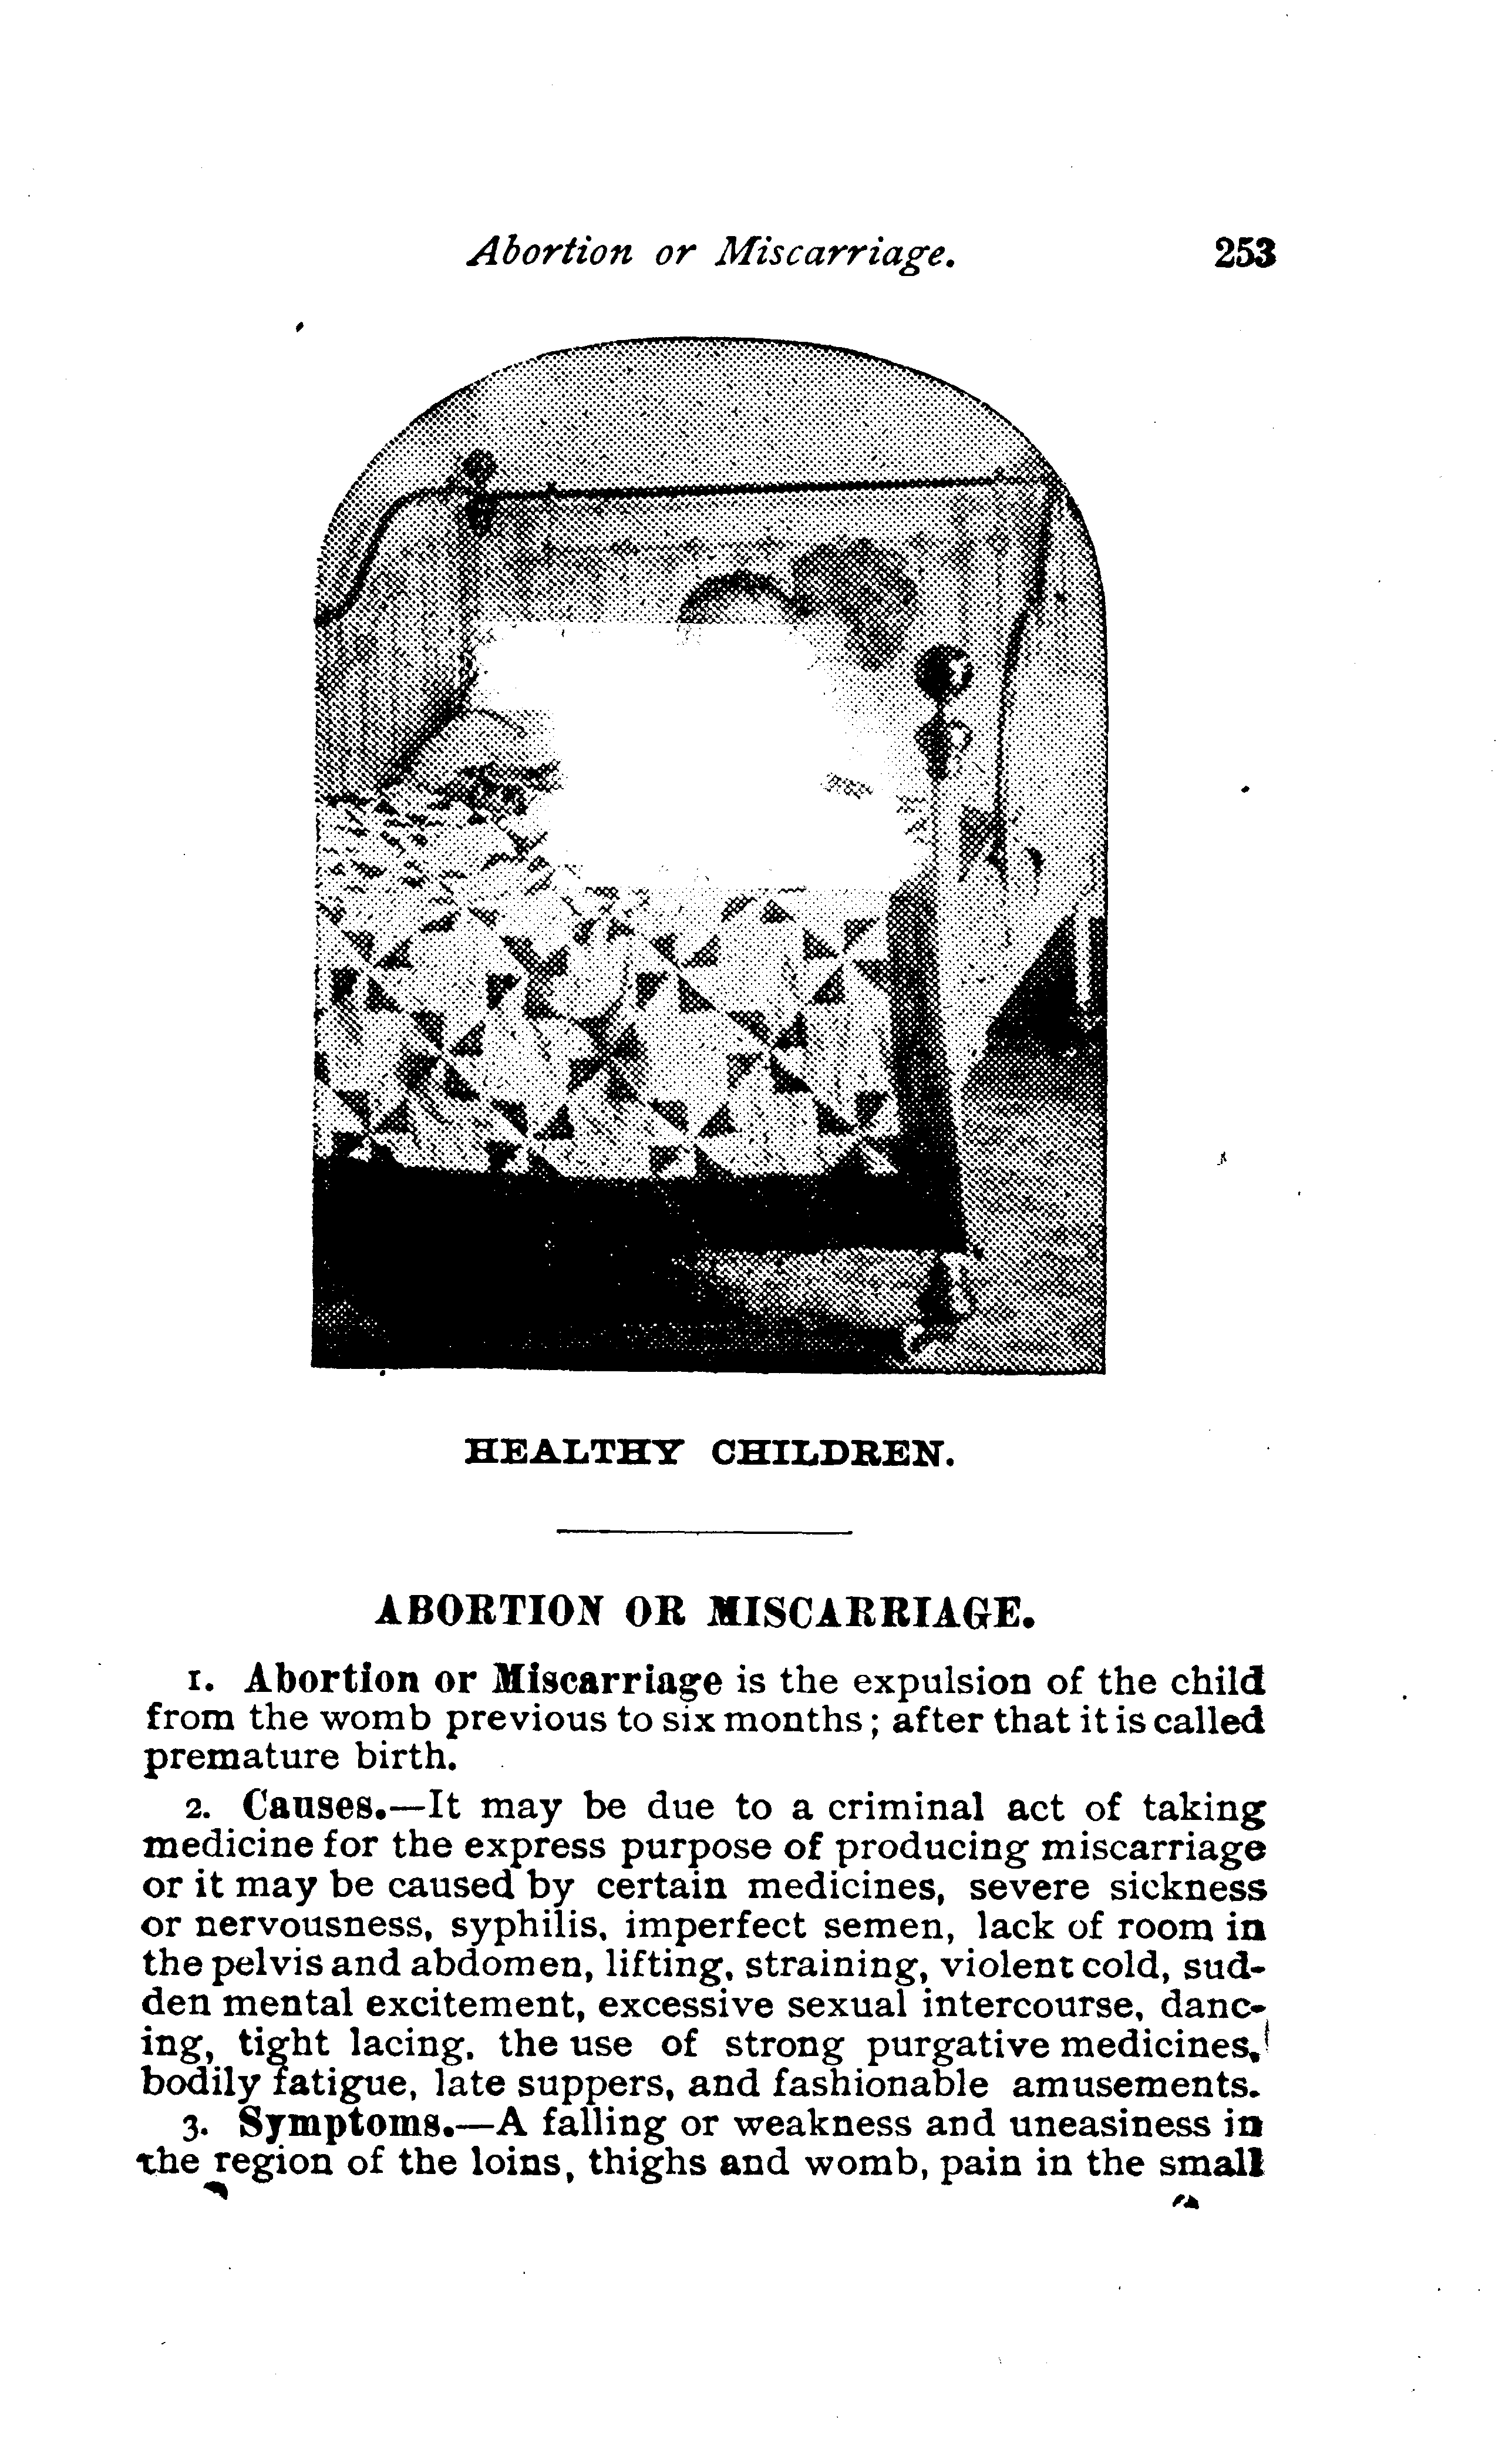 Abortion or Miscarriage. 253
HEALTHY CHILDREN.
ABORTION OR MISCARRIAGE.
1. Abortion or Miscarriage is the expulsion of the child
from the womb previous to six months; after that it is called
premature birth.
2. Causes.—It may be due to a criminal act of taking
medicine for the express purpose of producing miscarriage
or it may be caused by certain medicines, severe sickness
or nervousness, syphilis, imperfect semen, lack of room in
the pelvis and abdomen, lifting, straining, violent cold, sud-
den mental excitement, excessive sexual intercourse, danc-
ing, tight lacing, the use of strong purgative medicines,
bodily fatigue, late suppers, and fashionable amusements.
3. Symptoms.—A falling or weakness and uneasiness in
the region of the loins, thighs and womb, pain in the small